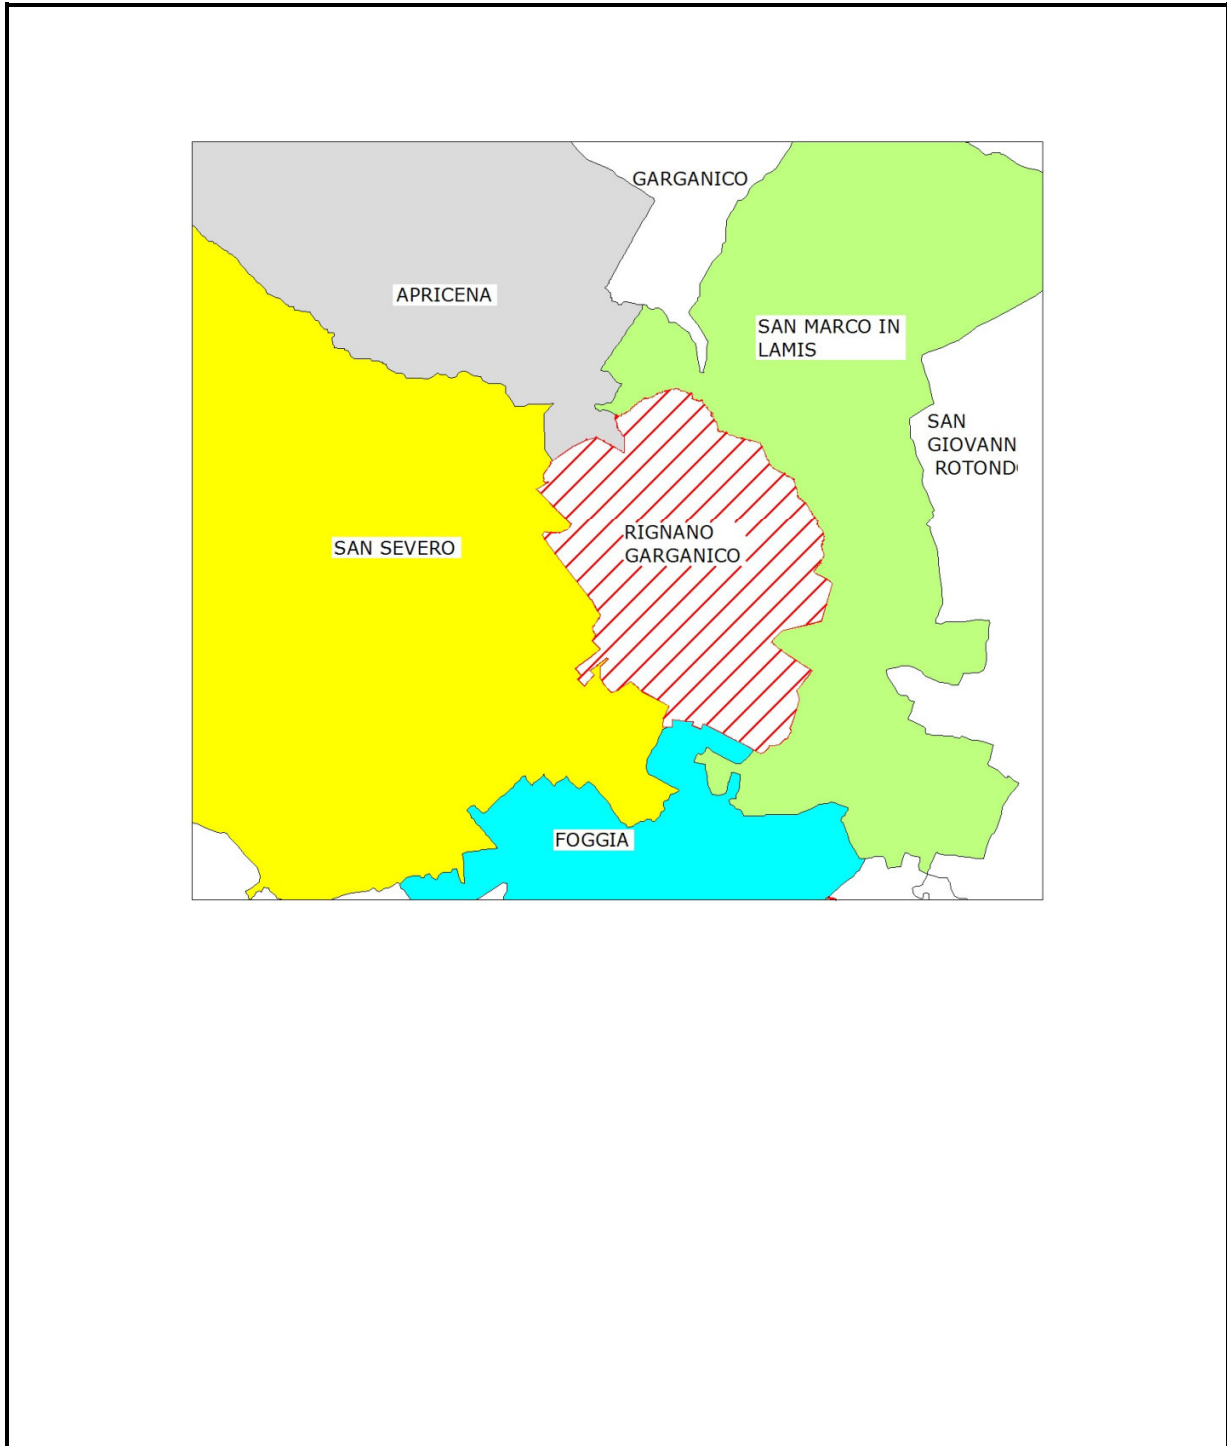 GARGANICO
APRICENA
SAN MARCO IN
LAMIS
SAN
GIOVANN
ROTOND
RIGNANO
GARGANICO
SAN SEVERO
FOGGIA